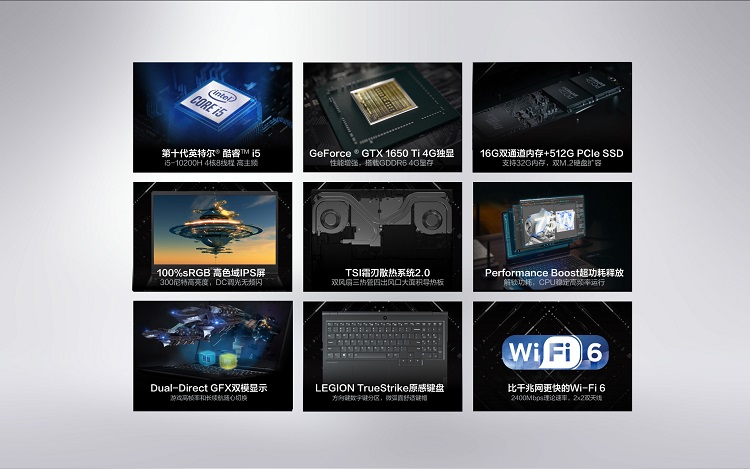 intel
CORE i5
第十代英特尔® 酷睿™ i5
i5-10200H 4核8线程 高主频
GeForce ® GTX 1650 Ti 4G独显
性能增强,搭载GDDR6 4G显存
16G双通道内存+512G PCIe SSD
支持32G内存,双M.2硬盘扩容
100%sRGB 高色域IPS屏
300尼特高亮度,DC调光无频闪
TSI霜刃散热系统2.0
双风扇三热管四出风口大面积导热板
Performance Boost超功耗释放
解锁功耗,CPU稳定高频率运行
Dual-Direct GFX双模显示
游戏高帧率和长续航随心切换
LEGION TrueStrike原感键盘
方向键数字键分区,微弧面舒适键帽
Wi Fi 6
比千兆网更快的Wi-Fi 6
2400Mbps理论速率,2x2双天线